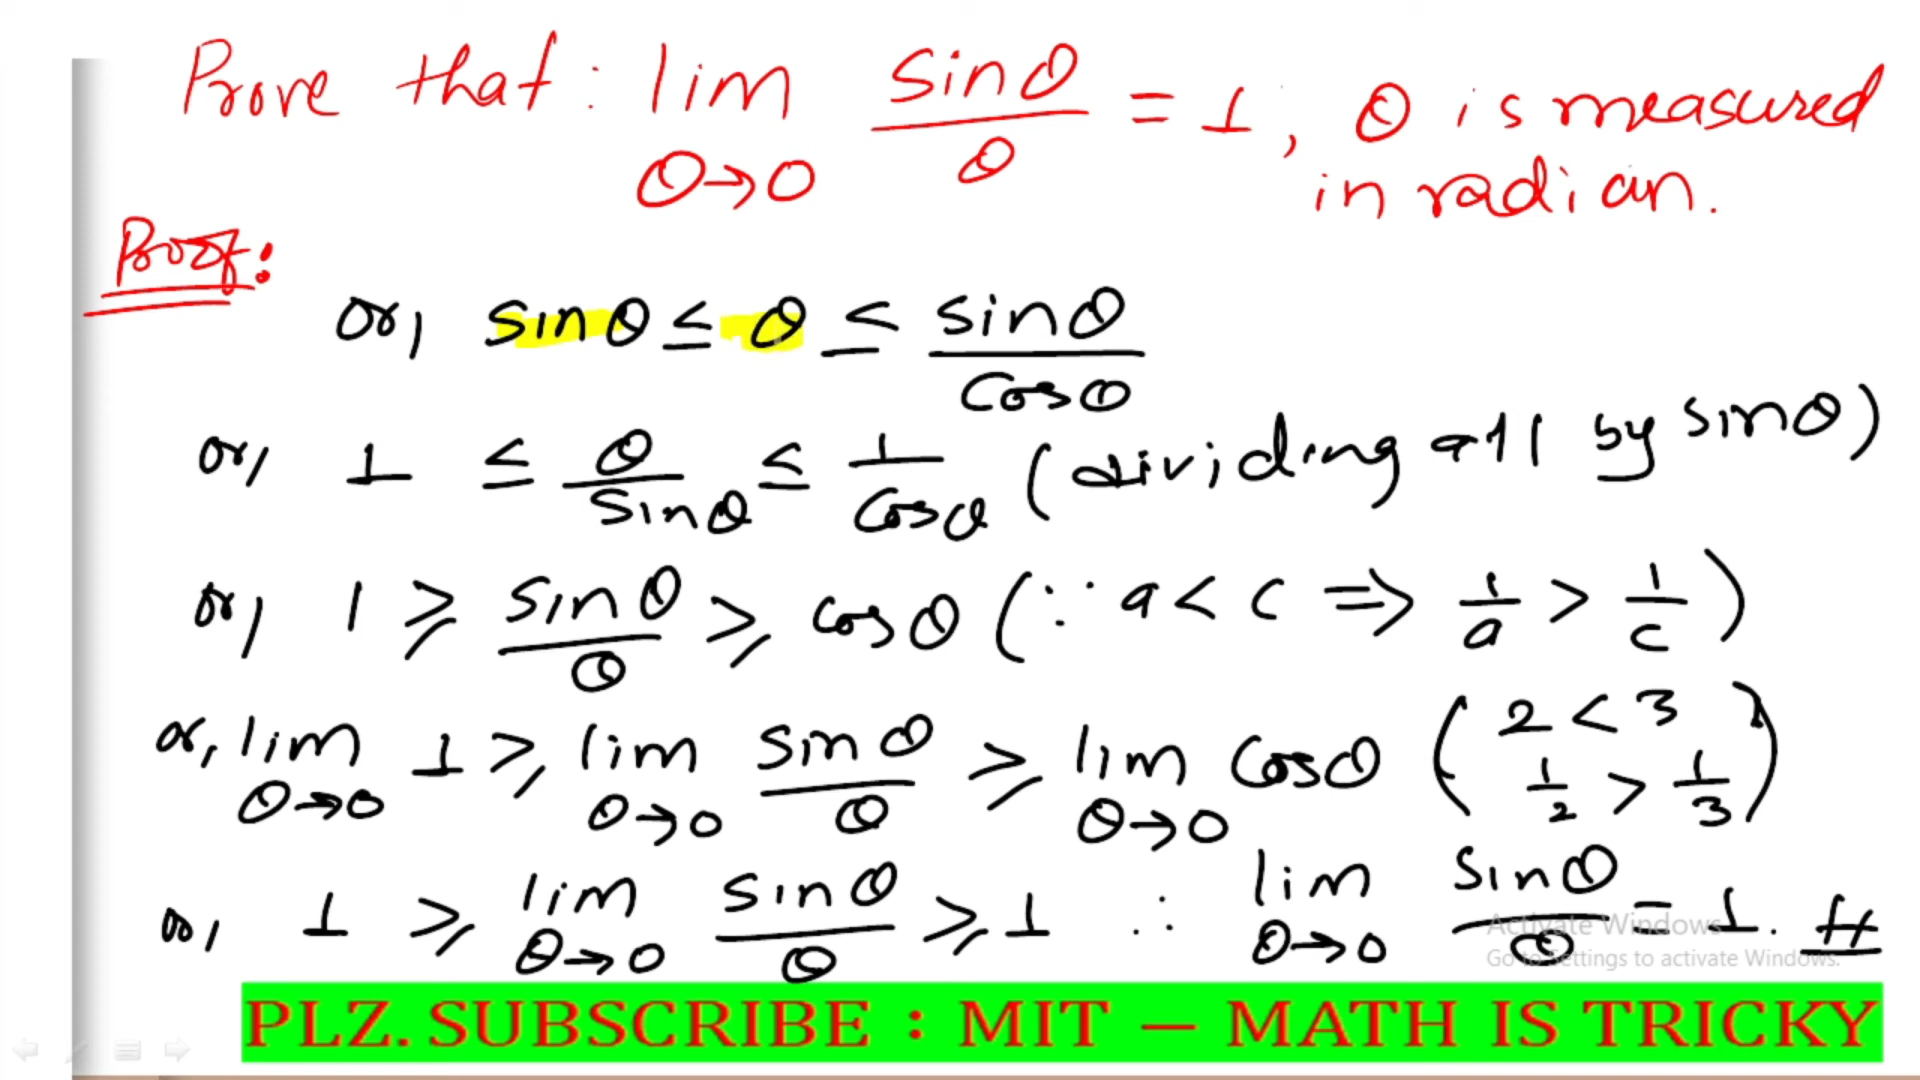 Prove that : lim θ→0 sinθ/θ = 1, θ is measured
in radian.
Proof:
or, sinθ ≤ θ ≤ sinθ/cosθ
or, 1 ≤ θ/sinθ ≤ 1/cosθ (dividing all by sinθ)
or, 1 ≥ sinθ/θ ≥ cosθ (∵ a < c ⇒ 1/a > 1/c)
or, lim θ→0 1 ≥ lim θ→0 sinθ/θ ≥ lim θ→0 cosθ (2 < 3 1/2 > 1/3)
or, 1 ≥ lim θ→0 sinθ/θ ≥ 1 ∴ lim θ→0 sinθ/θ = 1. #
Activate Windows
Go to Settings to activate Windows.
PLZ. SUBSCRIBE : MIT – MATH IS TRICKY